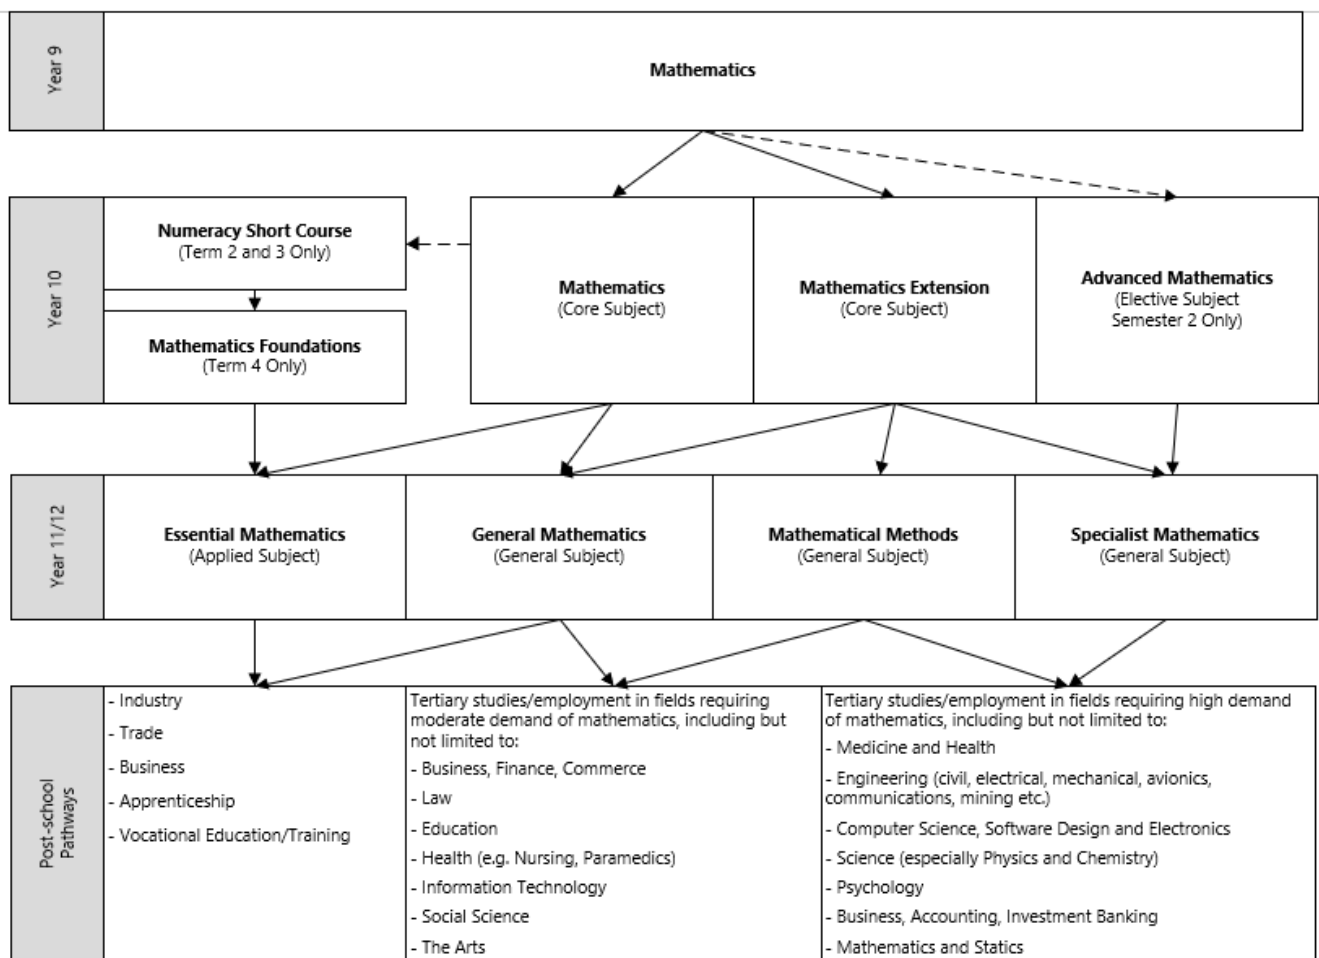 Year 9
Mathematics
Year 10
Numeracy Short Course
(Term 2 and 3 Only)
Mathematics Foundations
(Term 4 Only)
Mathematics
(Core Subject)
Mathematics Extension
(Core Subject)
Advanced Mathematics
(Elective Subject
Semester 2 Only)
Year 11/12
Essential Mathematics
(Applied Subject)
General Mathematics
(General Subject)
Mathematical Methods
(General Subject)
Specialist Mathematics
(General Subject)
Post-school
Pathways
- Industry
- Trade
- Business
- Apprenticeship
- Vocational Education/Training
Tertiary studies/employment in fields requiring
moderate demand of mathematics, including but
not limited to:
- Business, Finance, Commerce
- Law
- Education
- Health (e.g. Nursing, Paramedics)
- Information Technology
- Social Science
- The Arts
Tertiary studies/employment in fields requiring high demand
of mathematics, including but not limited to:
- Medicine and Health
- Engineering (civil, electrical, mechanical, avionics,
communications, mining etc.)
- Computer Science, Software Design and Electronics
- Science (especially Physics and Chemistry)
- Psychology
- Business, Accounting, Investment Banking
- Mathematics and Statics